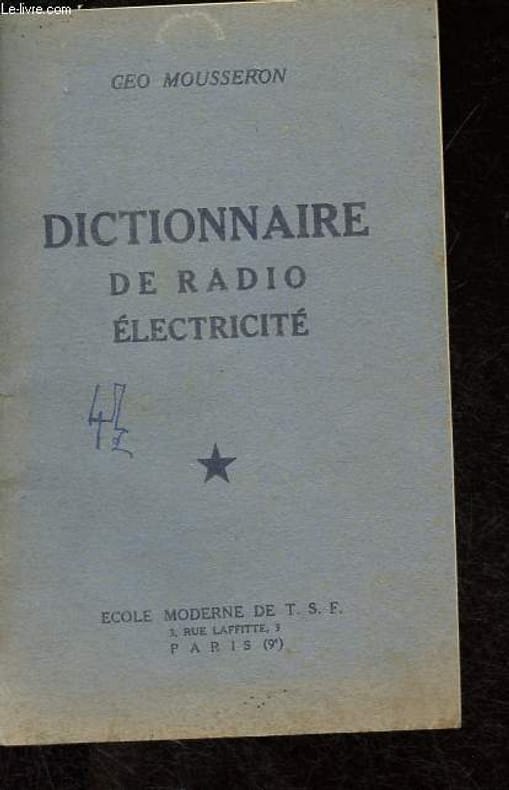 Le-livre.com
GEO MOUSSERON
DICTIONNAIRE
DE RADIO
ÉLECTRICITÉ
ECOLE MODERNE DE T. S. F.
3, RUE LAFFITTE, 3
PARIS (9e)